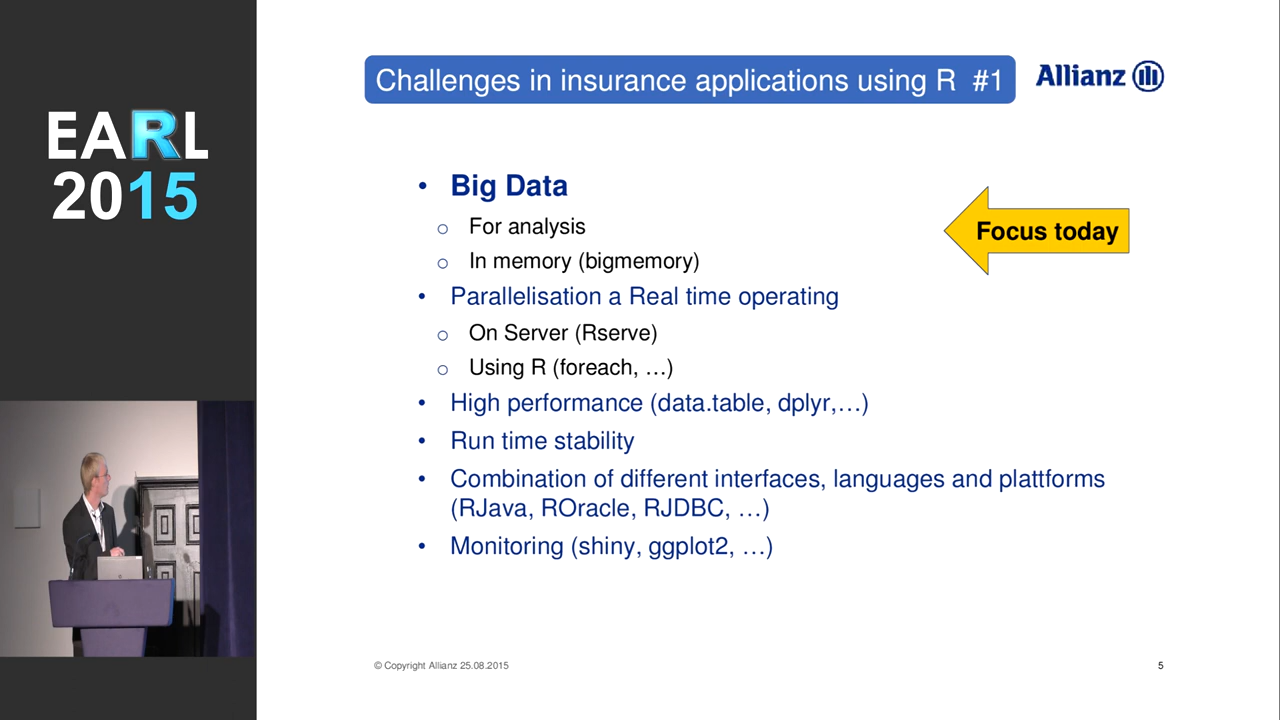 EARL
2015
Challenges in insurance applications using R #1
Allianz
• Big Data
Focus today
o For analysis
o In memory (bigmemory)
• Parallelisation a Real time operating
o On Server (Rserve)
o Using R (foreach, …)
• High performance (data.table, dplyr,…)
• Run time stability
• Combination of different interfaces, languages and plattforms
(RJava, ROracle, RJDBC, …)
• Monitoring (shiny, ggplot2, …)
© Copyright Allianz 25.08.2015
5